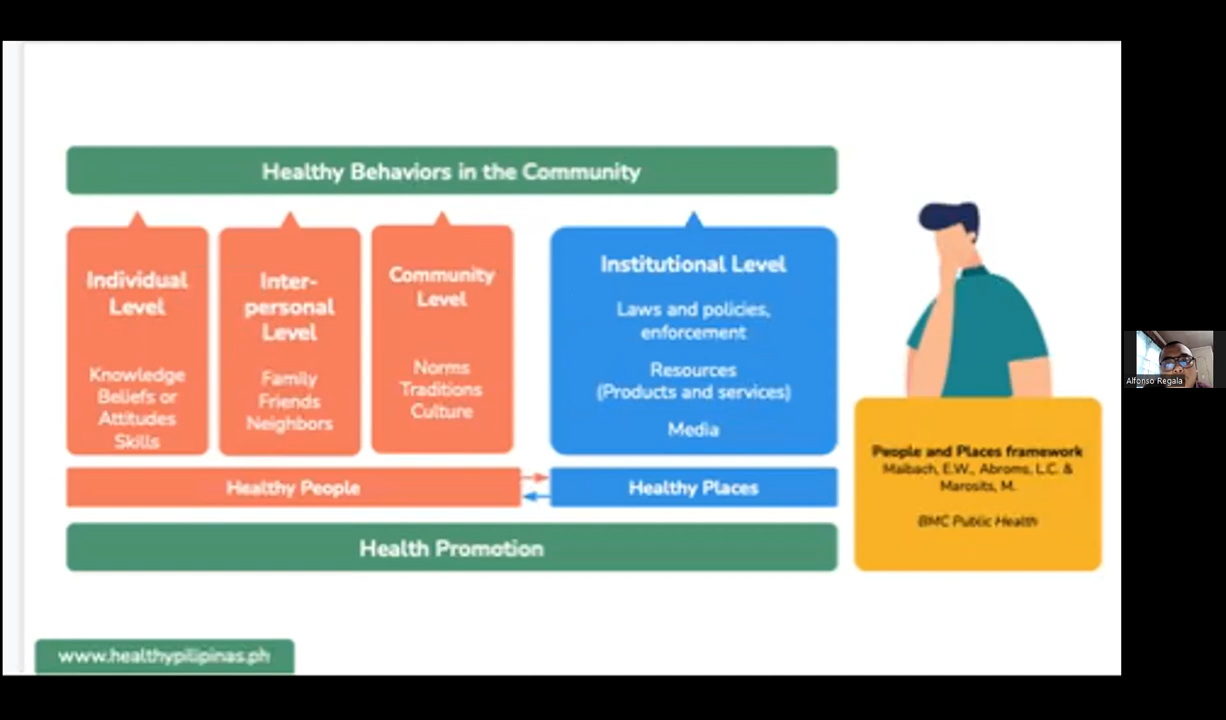 Healthy Behaviors in the Community
Individual
Level
Knowledge
Beliefs or
Attitudes
Skills
Inter-
personal
Level
Family
Friends
Neighbors
Community
Level
Norms
Traditions
Culture
Institutional Level
Laws and policies,
enforcement
Resources
(Products and services)
Media
Healthy People
Healthy Places
Health Promotion
People and Places framework
Maibach, E.W., Abroms, L.C. &
Marosits, M.
BMC Public Health
www.healthypilipinas.ph
Alfonso Regala